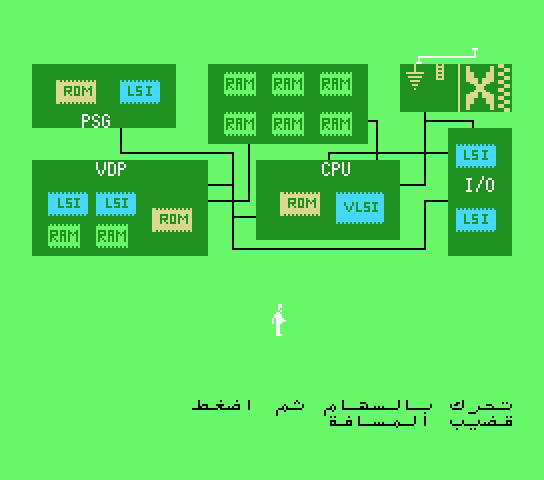 ROM LSI
PSG
RAM RAM RAM
RAM RAM RAM
VDP
LSI LSI
ROM
RAM RAM
CPU
ROM VLSI
LSI
I/O
LSI
تحرك بالسهام ثم اضغط
قضيب المسافة